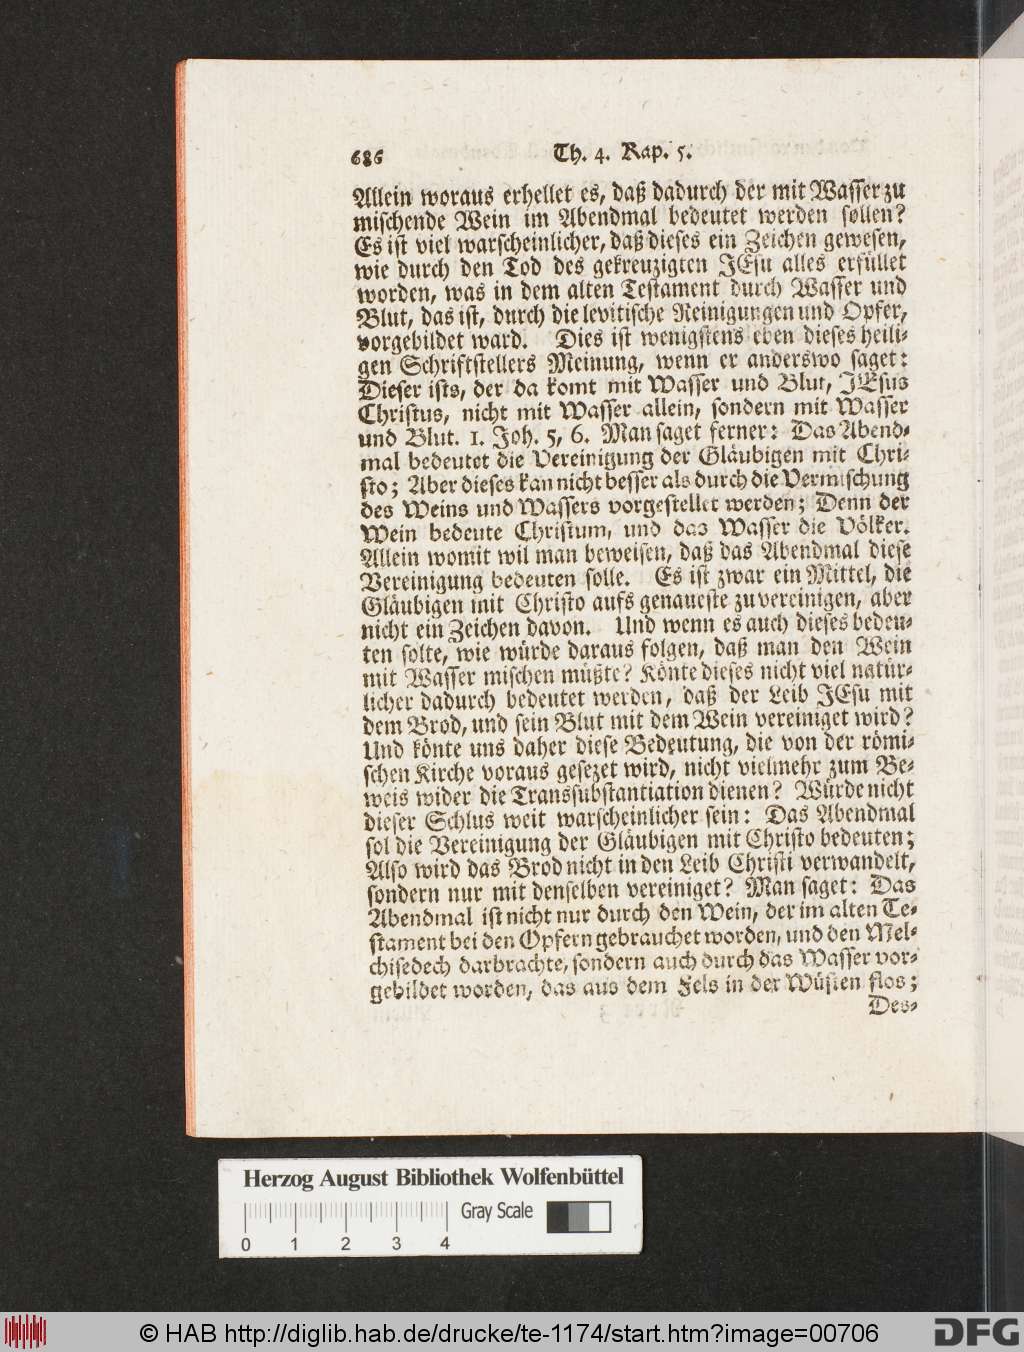 686 Th. 4. Kap. 5.
Allein woraus erhellet es, daß dadurch der mit Wasser zu
mischende Wein im Abendmal bedeutet werden sollen?
Es ist viel warscheinlicher, daß dieses ein Zeichen gewesen,
wie durch den Tod des gekreuzigten JEsu alles erfüllet
worden, was in dem alten Testament durch Wasser und
Blut, das ist, durch die levitische Reinigungen und Opfer,
vorgebildet ward. Dies ist wenigstens eben dieses heili-
gen Schriftstellers Meinung, wenn er anderswo saget:
Dieser ists, der da komt mit Wasser und Blut, JEsus
Christus, nicht mit Wasser allein, sondern mit Wasser
und Blut. 1. Joh. 5, 6. Man saget ferner: Das Abend-
mal bedeutet die Vereinigung der Gläubigen mit Chri-
sto; Aber dieses kan nicht besser als durch die Vermischung
des Weins und Wassers vorgestellet werden; Denn der
Wein bedeute Christum, und das Wasser die Völker.
Allein womit wil man beweisen, daß das Abendmal diese
Vereinigung bedeuten solle. Es ist zwar ein Mittel, die
Gläubigen mit Christo aufs genaueste zu vereinigen, aber
nicht ein Zeichen davon. Und wenn es auch dieses bedeu-
ten solte, wie würde daraus folgen, daß man den Wein
mit Wasser mischen müßte? Könte dieses nicht viel natür-
licher dadurch bedeutet werden, daß der Leib JEsu mit
dem Brod, und sein Blut mit dem Wein vereiniget wird?
Und könte uns daher diese Bedeutung, die von der römi-
schen Kirche voraus gesezet wird, nicht vielmehr zum Be-
weis wider die Transsubstantiation dienen? Würde nicht
dieser Schlus weit warscheinlicher sein: Das Abendmal
sol die Vereinigung der Gläubigen mit Christo bedeuten;
Also wird das Brod nicht in den Leib Christi verwandelt,
sondern nur mit denselben vereiniget? Man saget: Das
Abendmal ist nicht nur durch den Wein, der im alten Te-
stament bei den Opfern gebrauchet worden, und den Mel-
chisedech darbrachte, sondern auch durch das Wasser vor-
gebildet worden, das aus dem Fels in der Wüsten flos;
Des-
Herzog August Bibliothek Wolfenbüttel
Gray Scale
0 1 2 3 4
© HAB http://diglib.hab.de/drucke/te-1174/start.htm?image=00706
DFG